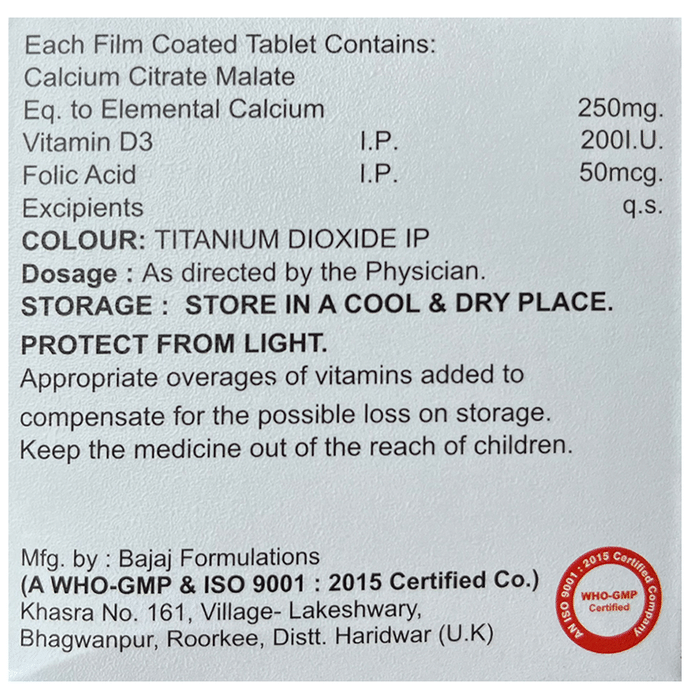 Each Film Coated Tablet Contains:
Calcium Citrate Malate
Eq. to Elemental Calcium 250mg.
Vitamin D3 I.P. 200I.U.
Folic Acid I.P. 50mcg.
Excipients q.s.
COLOUR: TITANIUM DIOXIDE IP
Dosage : As directed by the Physician.
STORAGE : STORE IN A COOL & DRY PLACE.
PROTECT FROM LIGHT.
Appropriate overages of vitamins added to
compensate for the possible loss on storage.
Keep the medicine out of the reach of children.
Mfg. by : Bajaj Formulations
(A WHO-GMP & ISO 9001 : 2015 Certified Co.)
Khasra No. 161, Village- Lakeshwary,
Bhagwanpur, Roorkee, Distt. Haridwar (U.K)
AN ISO 9001 : 2015 Certified Company
WHO-GMP
Certified